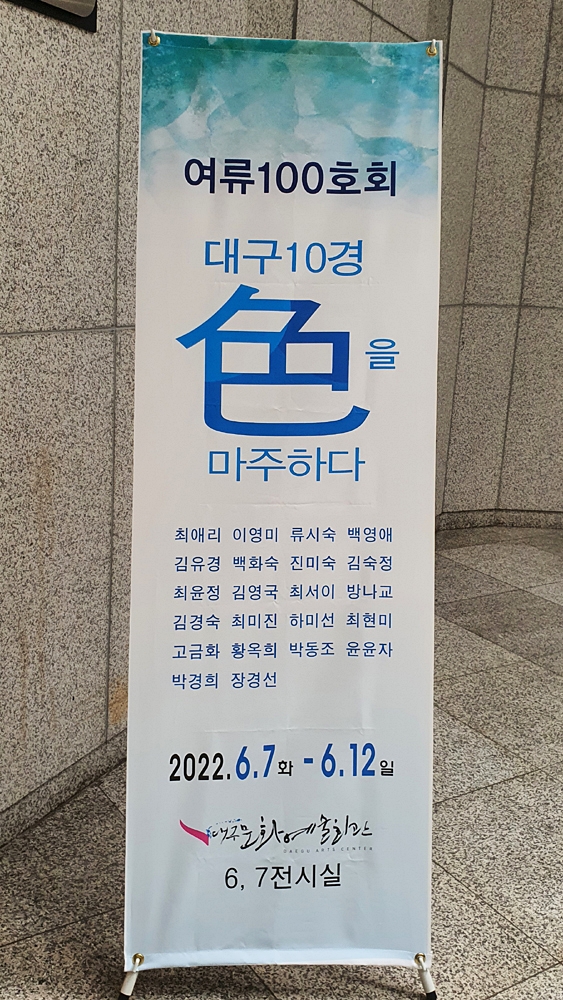 여류100호회
대구10경
色을
마주하다
최애리 이영미 류시숙 백영애
김유경 백화숙 진미숙 김숙정
최윤정 김영국 최서이 방나교
김경숙 최미진 하미선 최현미
고금화 황옥희 박동조 윤윤자
박경희 장경선
2022.6.7화 - 6.12일
대구문화예술회관
DAEGU ARTS CENTER
6, 7전시실